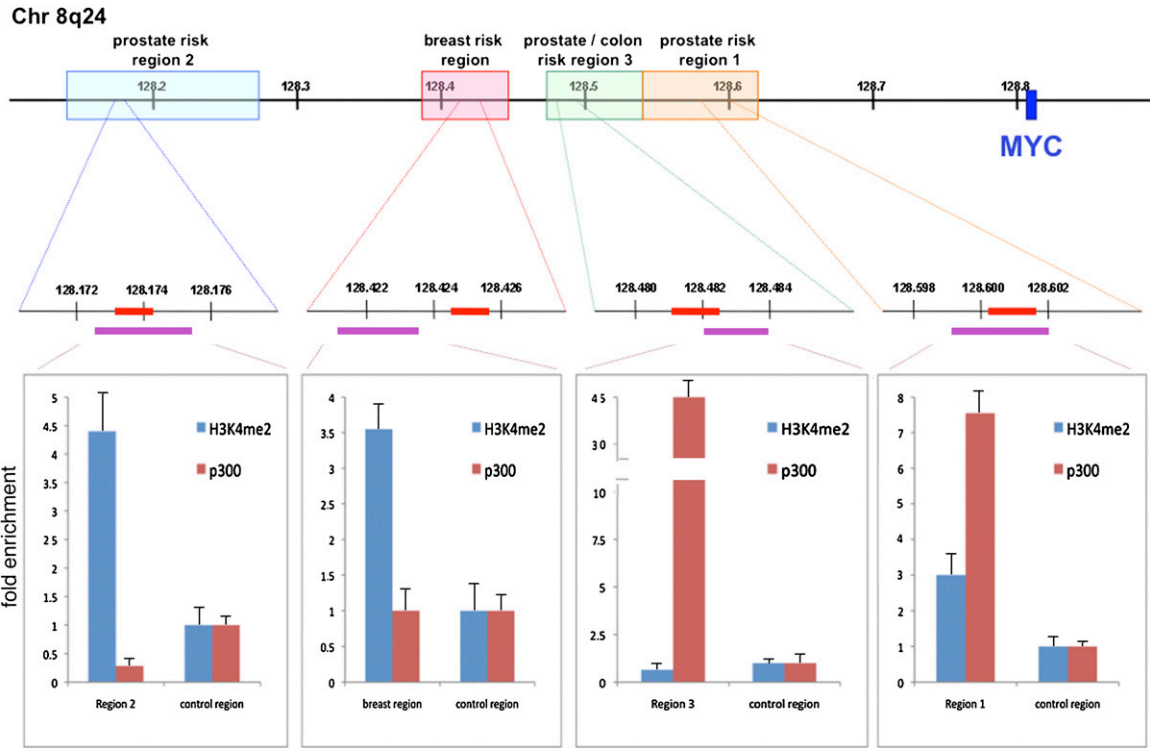 Chr 8q24
prostate risk
region 2
breast risk
region
prostate / colon
risk region 3
prostate risk
region 1
128.2
128.3
128.4
128.5
128.6
128.7
128.8
MYC
128.172
128.174
128.176
128.422
128.424
128.426
128.480
128.482
128.484
128.598
128.600
128.602
fold enrichment
5
4.5
4
3.5
3
2.5
2
1.5
1
0.5
0
H3K4me2
p300
Region 2
control region
4
3.5
3
2.5
2
1.5
1
0.5
0
H3K4me2
p300
breast region
control region
45
30
10
7.5
5
2.5
0
H3K4me2
p300
Region 3
control region
8
7
6
5
4
3
2
1
0
H3K4me2
p300
Region 1
control region